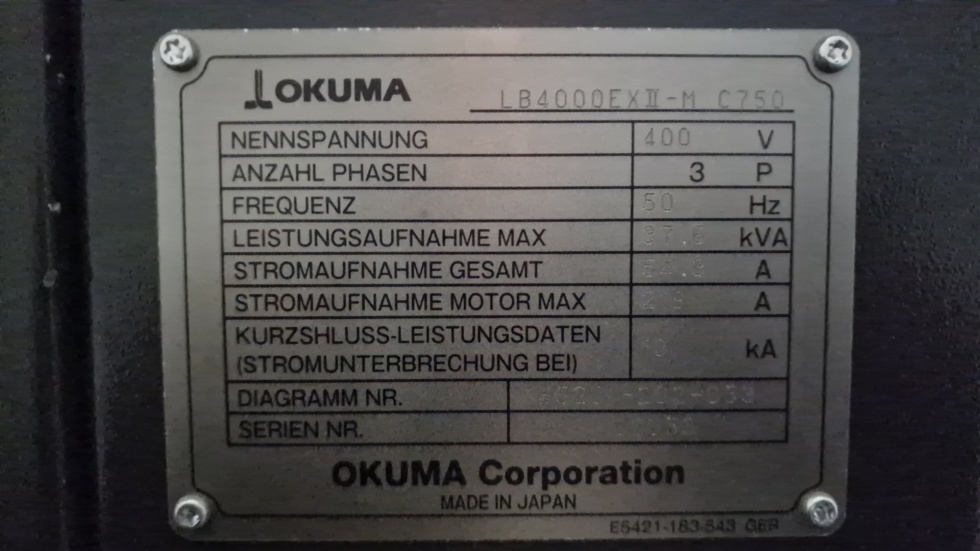 OKUMA
LB4000EXⅡ-M C750
NENNSPANNUNG 400 V
ANZAHL PHASEN 3 P
FREQUENZ 50 Hz
LEISTUNGSAUFNAHME MAX kVA
STROMAUFNAHME GESAMT A
STROMAUFNAHME MOTOR MAX A
KURZSHLUSS-LEISTUNGSDATEN
(STROMUNTERBRECHUNG BEI) kA
DIAGRAMM NR.
SERIEN NR.
OKUMA Corporation
MADE IN JAPAN
E5421-183-543 GER